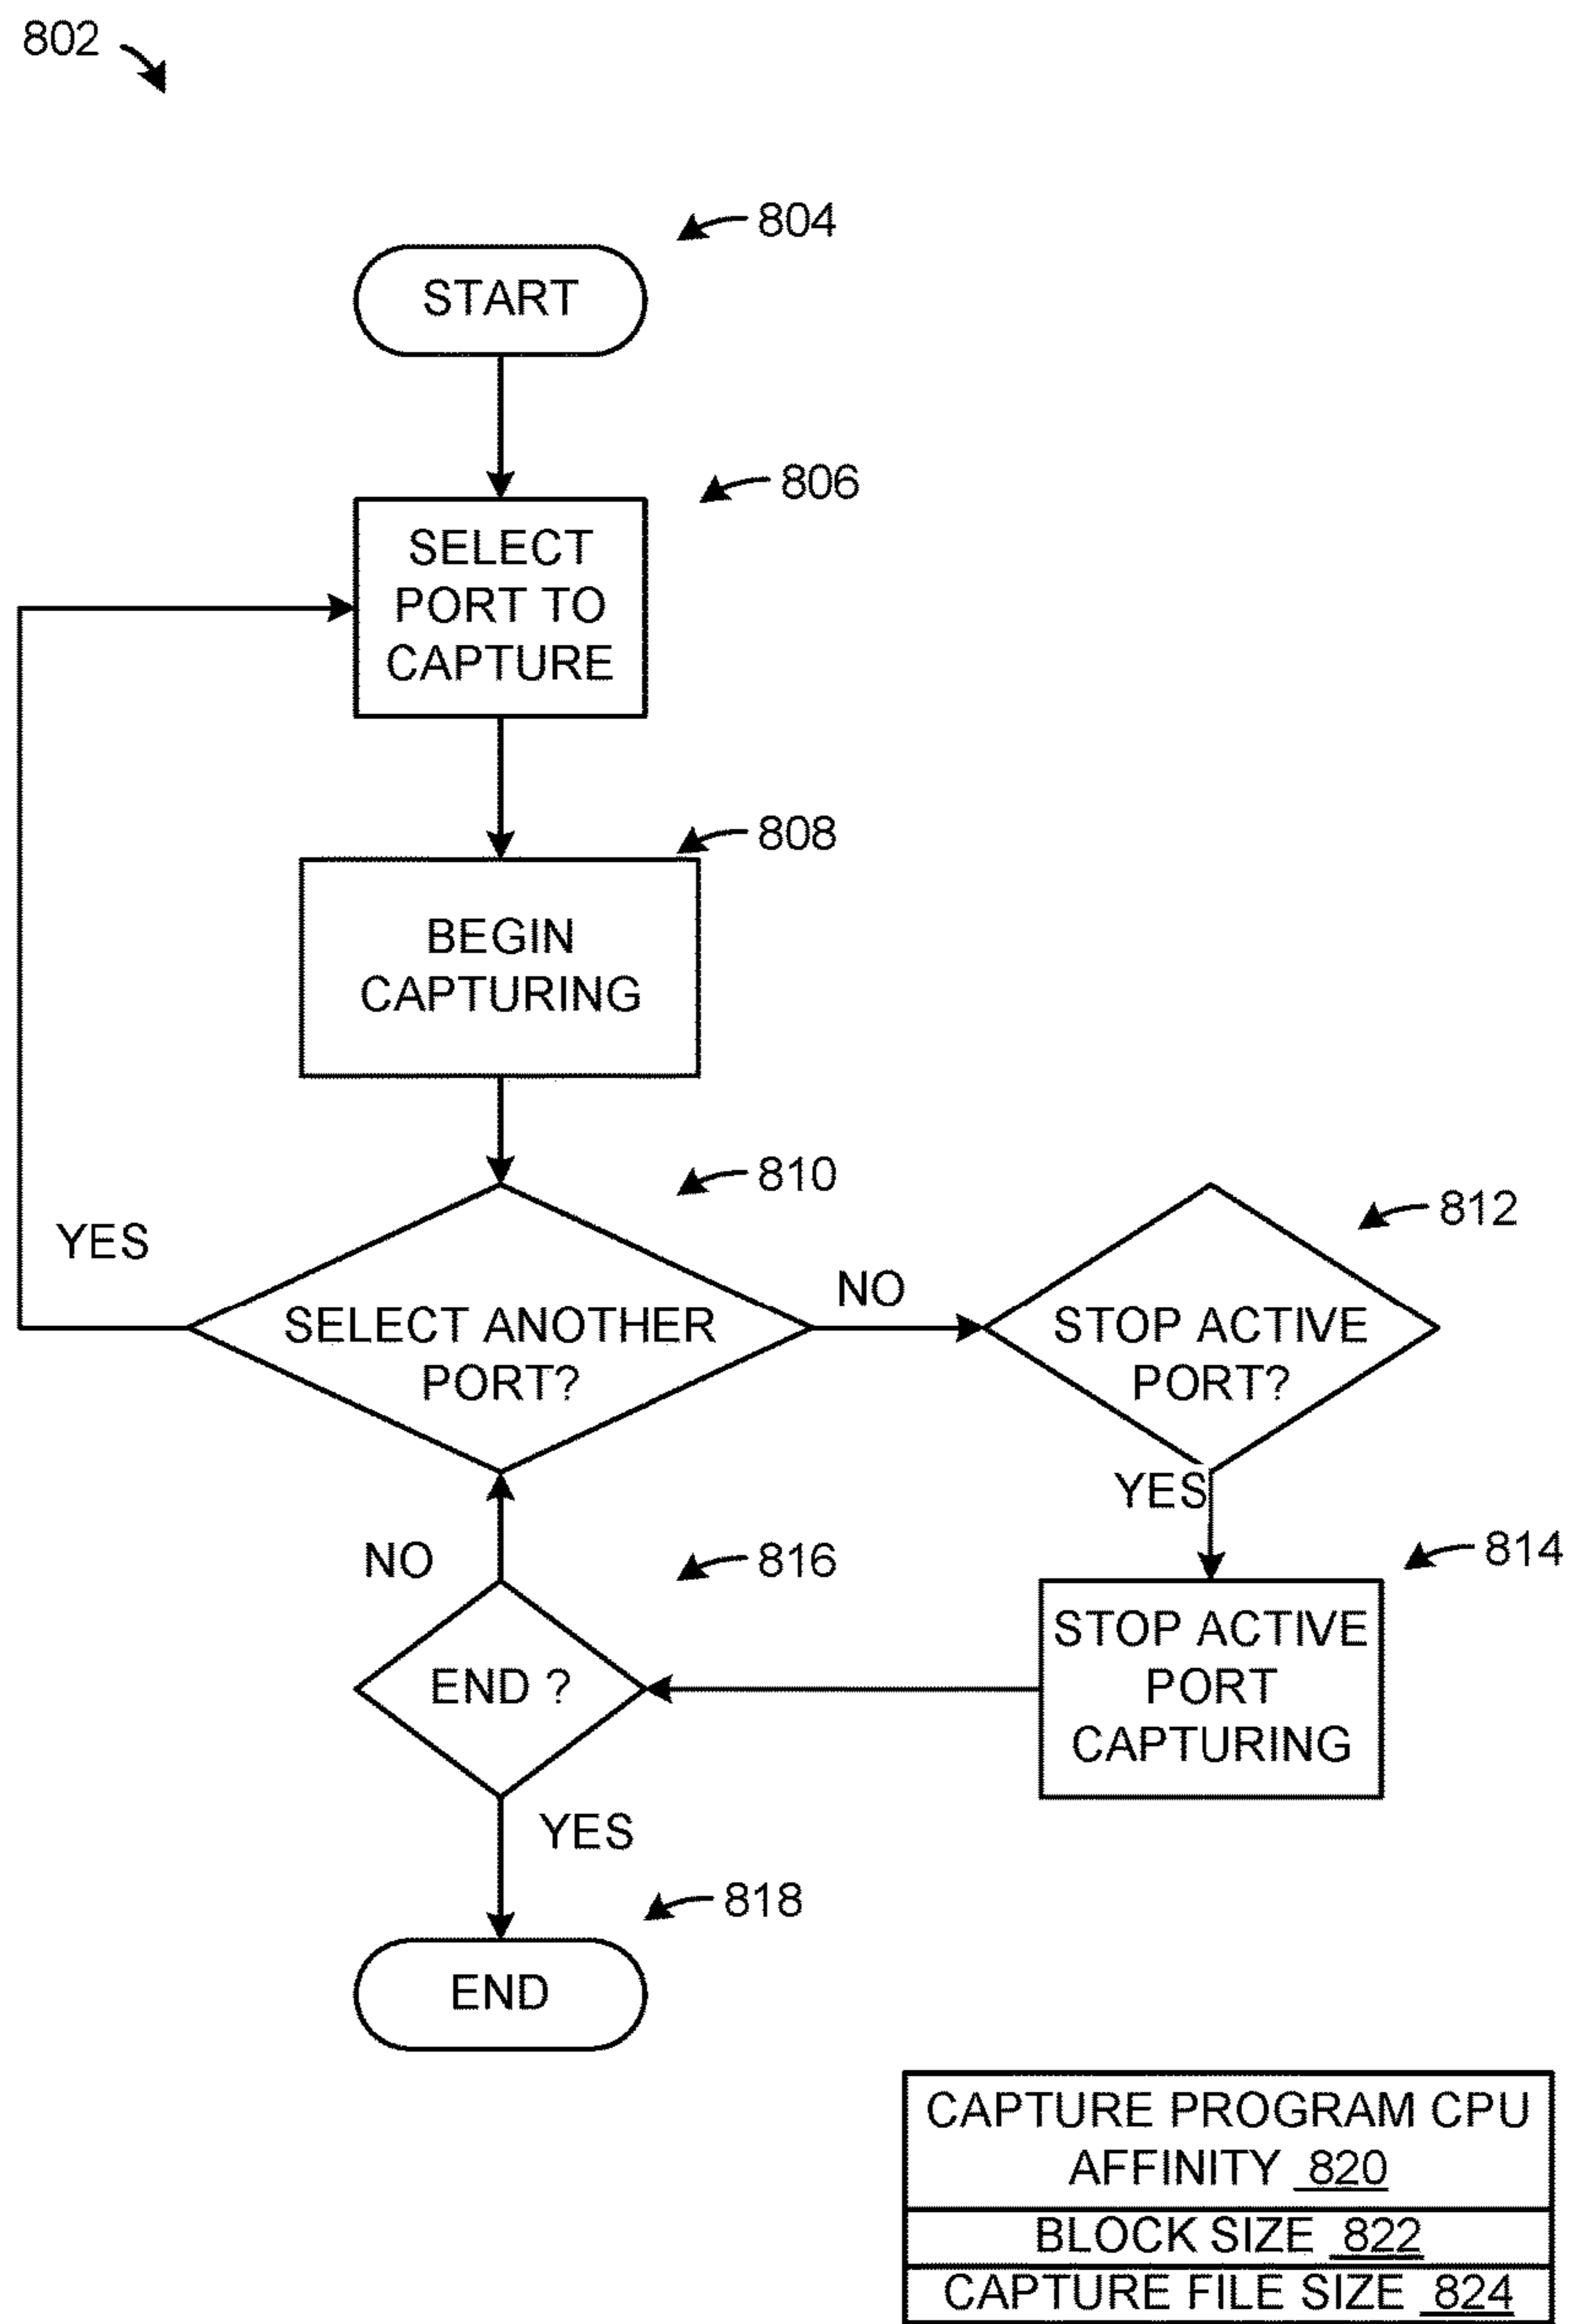 802
804
START
806
SELECT
PORT TO
CAPTURE
808
BEGIN
CAPTURING
810
812
YES
NO
SELECT ANOTHER
PORT?
STOP ACTIVE
PORT?
YES
NO
816
814
END ?
STOP ACTIVE
PORT
CAPTURING
YES
818
END
CAPTURE PROGRAM CPU
AFFINITY 820
BLOCK SIZE 822
CAPTURE FILE SIZE 824